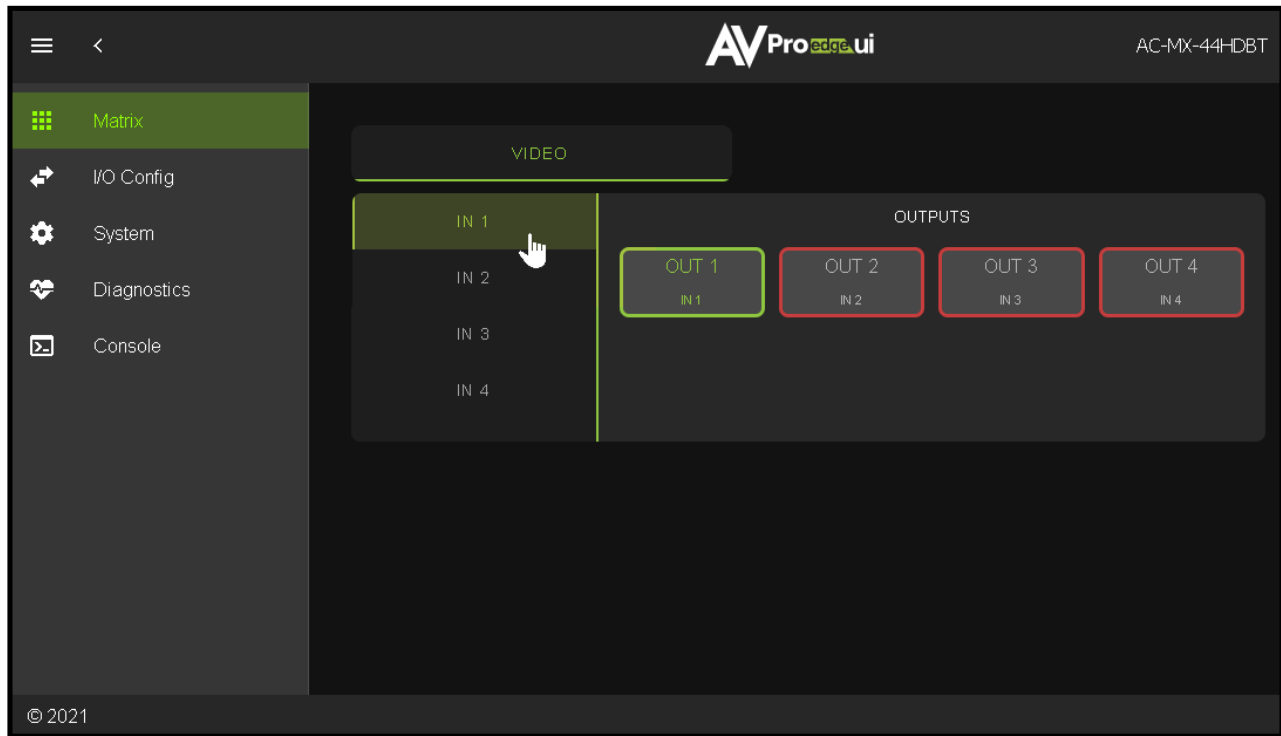 AVPro edge.ui
AC-MX-44HDBT
Matrix
I/O Config
System
Diagnostics
Console
VIDEO
IN 1
IN 2
IN 3
IN 4
OUTPUTS
OUT 1
IN 1
OUT 2
IN 2
OUT 3
IN 3
OUT 4
IN 4
© 2021